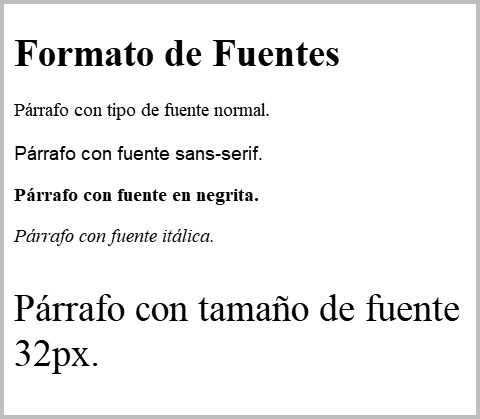 Formato de Fuentes
Párrafo con tipo de fuente normal.
Párrafo con fuente sans-serif.
Párrafo con fuente en negrita.
Párrafo con fuente itálica.
Párrafo con tamaño de fuente
32px.